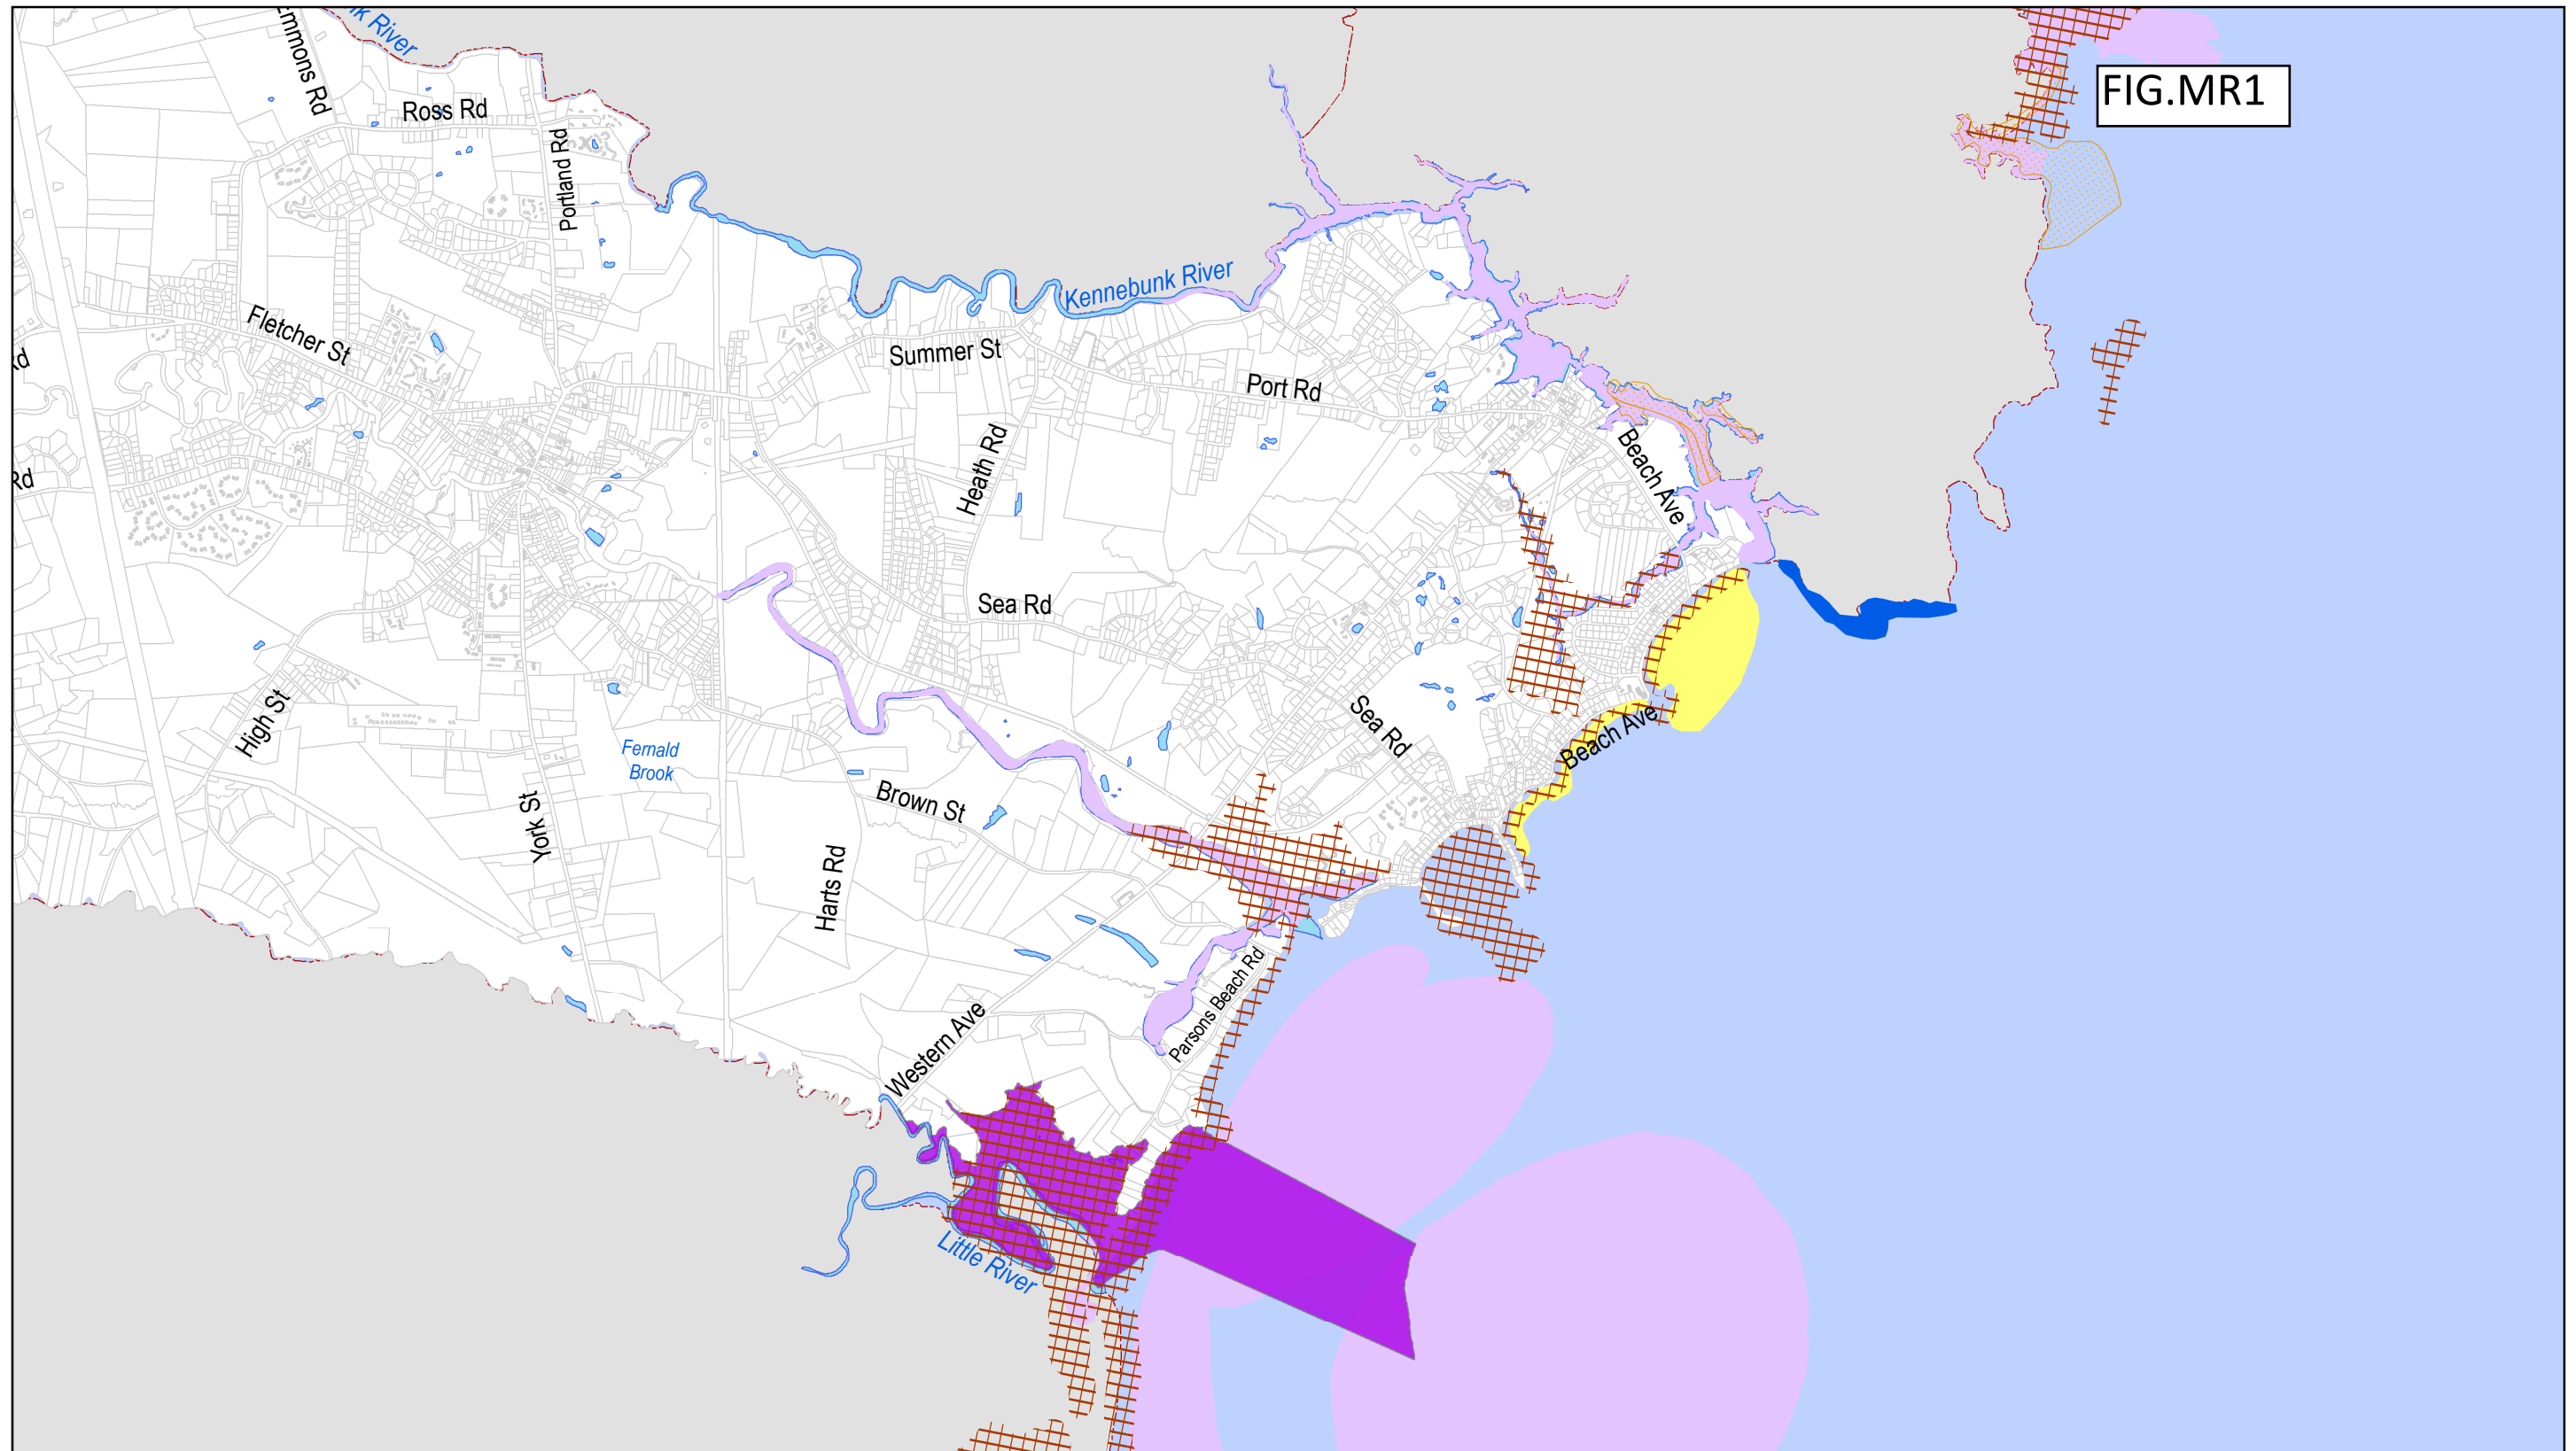 FIG.MR1
Ross Rd
Portland Rd
Kennebunk River
Fletcher St
Summer St
Port Rd
Heath Rd
Beach Ave
Sea Rd
High St
Sea Rd
Beach Ave
Fernald
Brook
Brown St
York St
Harts Rd
Parsons Beach Rd
Western Ave
Little River